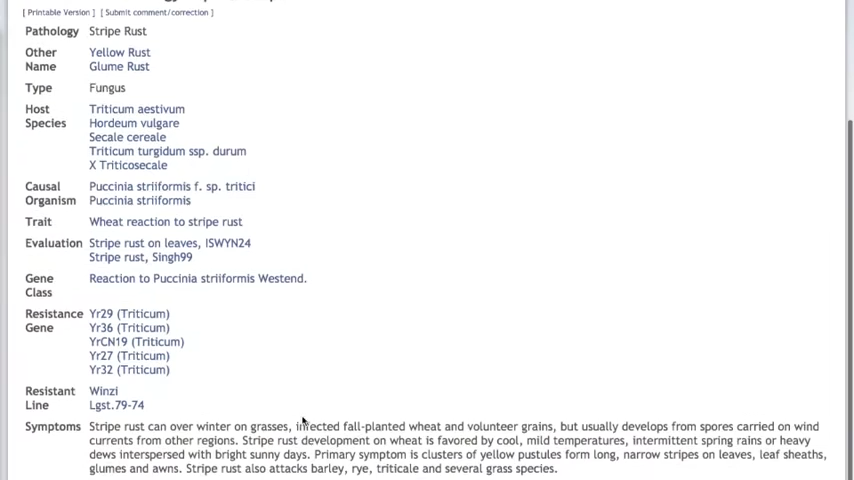 [ Printable Version ] [ Submit comment/correction ]
Pathology Stripe Rust
Other Yellow Rust
Name Glume Rust
Type Fungus
Host Triticum aestivum
Species Hordeum vulgare
Secale cereale
Triticum turgidum ssp. durum
X Triticosecale
Causal Puccinia striiformis f. sp. tritici
Organism Puccinia striiformis
Trait Wheat reaction to stripe rust
Evaluation Stripe rust on leaves, ISWYN24
Stripe rust, Singh99
Gene Reaction to Puccinia striiformis Westend.
Class
Resistance Yr29 (Triticum)
Gene Yr36 (Triticum)
YrCN19 (Triticum)
Yr27 (Triticum)
Yr32 (Triticum)
Resistant Winzi
Line Lgst.79-74
Symptoms Stripe rust can over winter on grasses, infected fall-planted wheat and volunteer grains, but usually develops from spores carried on wind
currents from other regions. Stripe rust development on wheat is favored by cool, mild temperatures, intermittent spring rains or heavy
dews interspersed with bright sunny days. Primary symptom is clusters of yellow pustules form long, narrow stripes on leaves, leaf sheaths,
glumes and awns. Stripe rust also attacks barley, rye, triticale and several grass species.